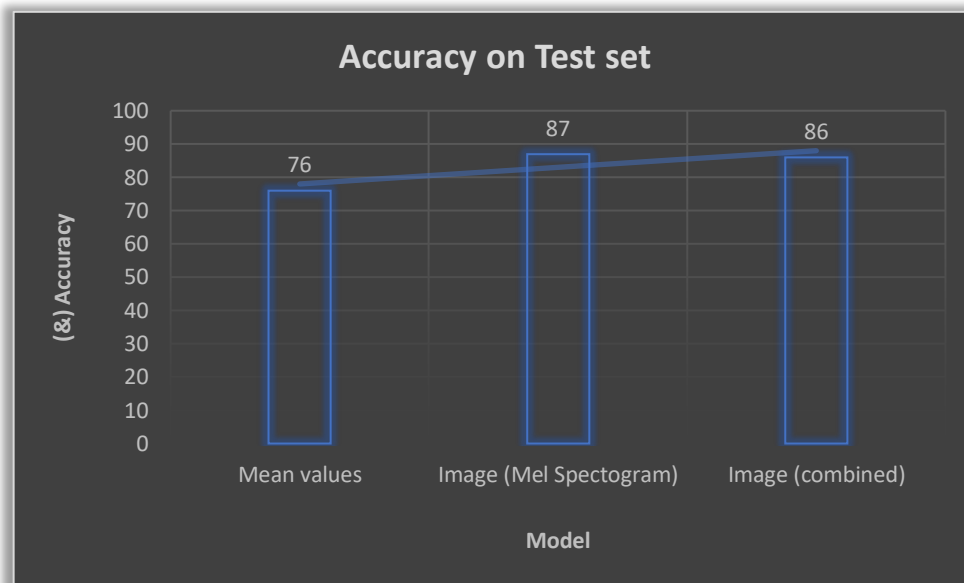 Accuracy on Test set
100
90
80
70
60
50
40
30
20
10
0
76
87
86
(&) Accuracy
Mean values
Image (Mel Spectogram)
Image (combined)
Model